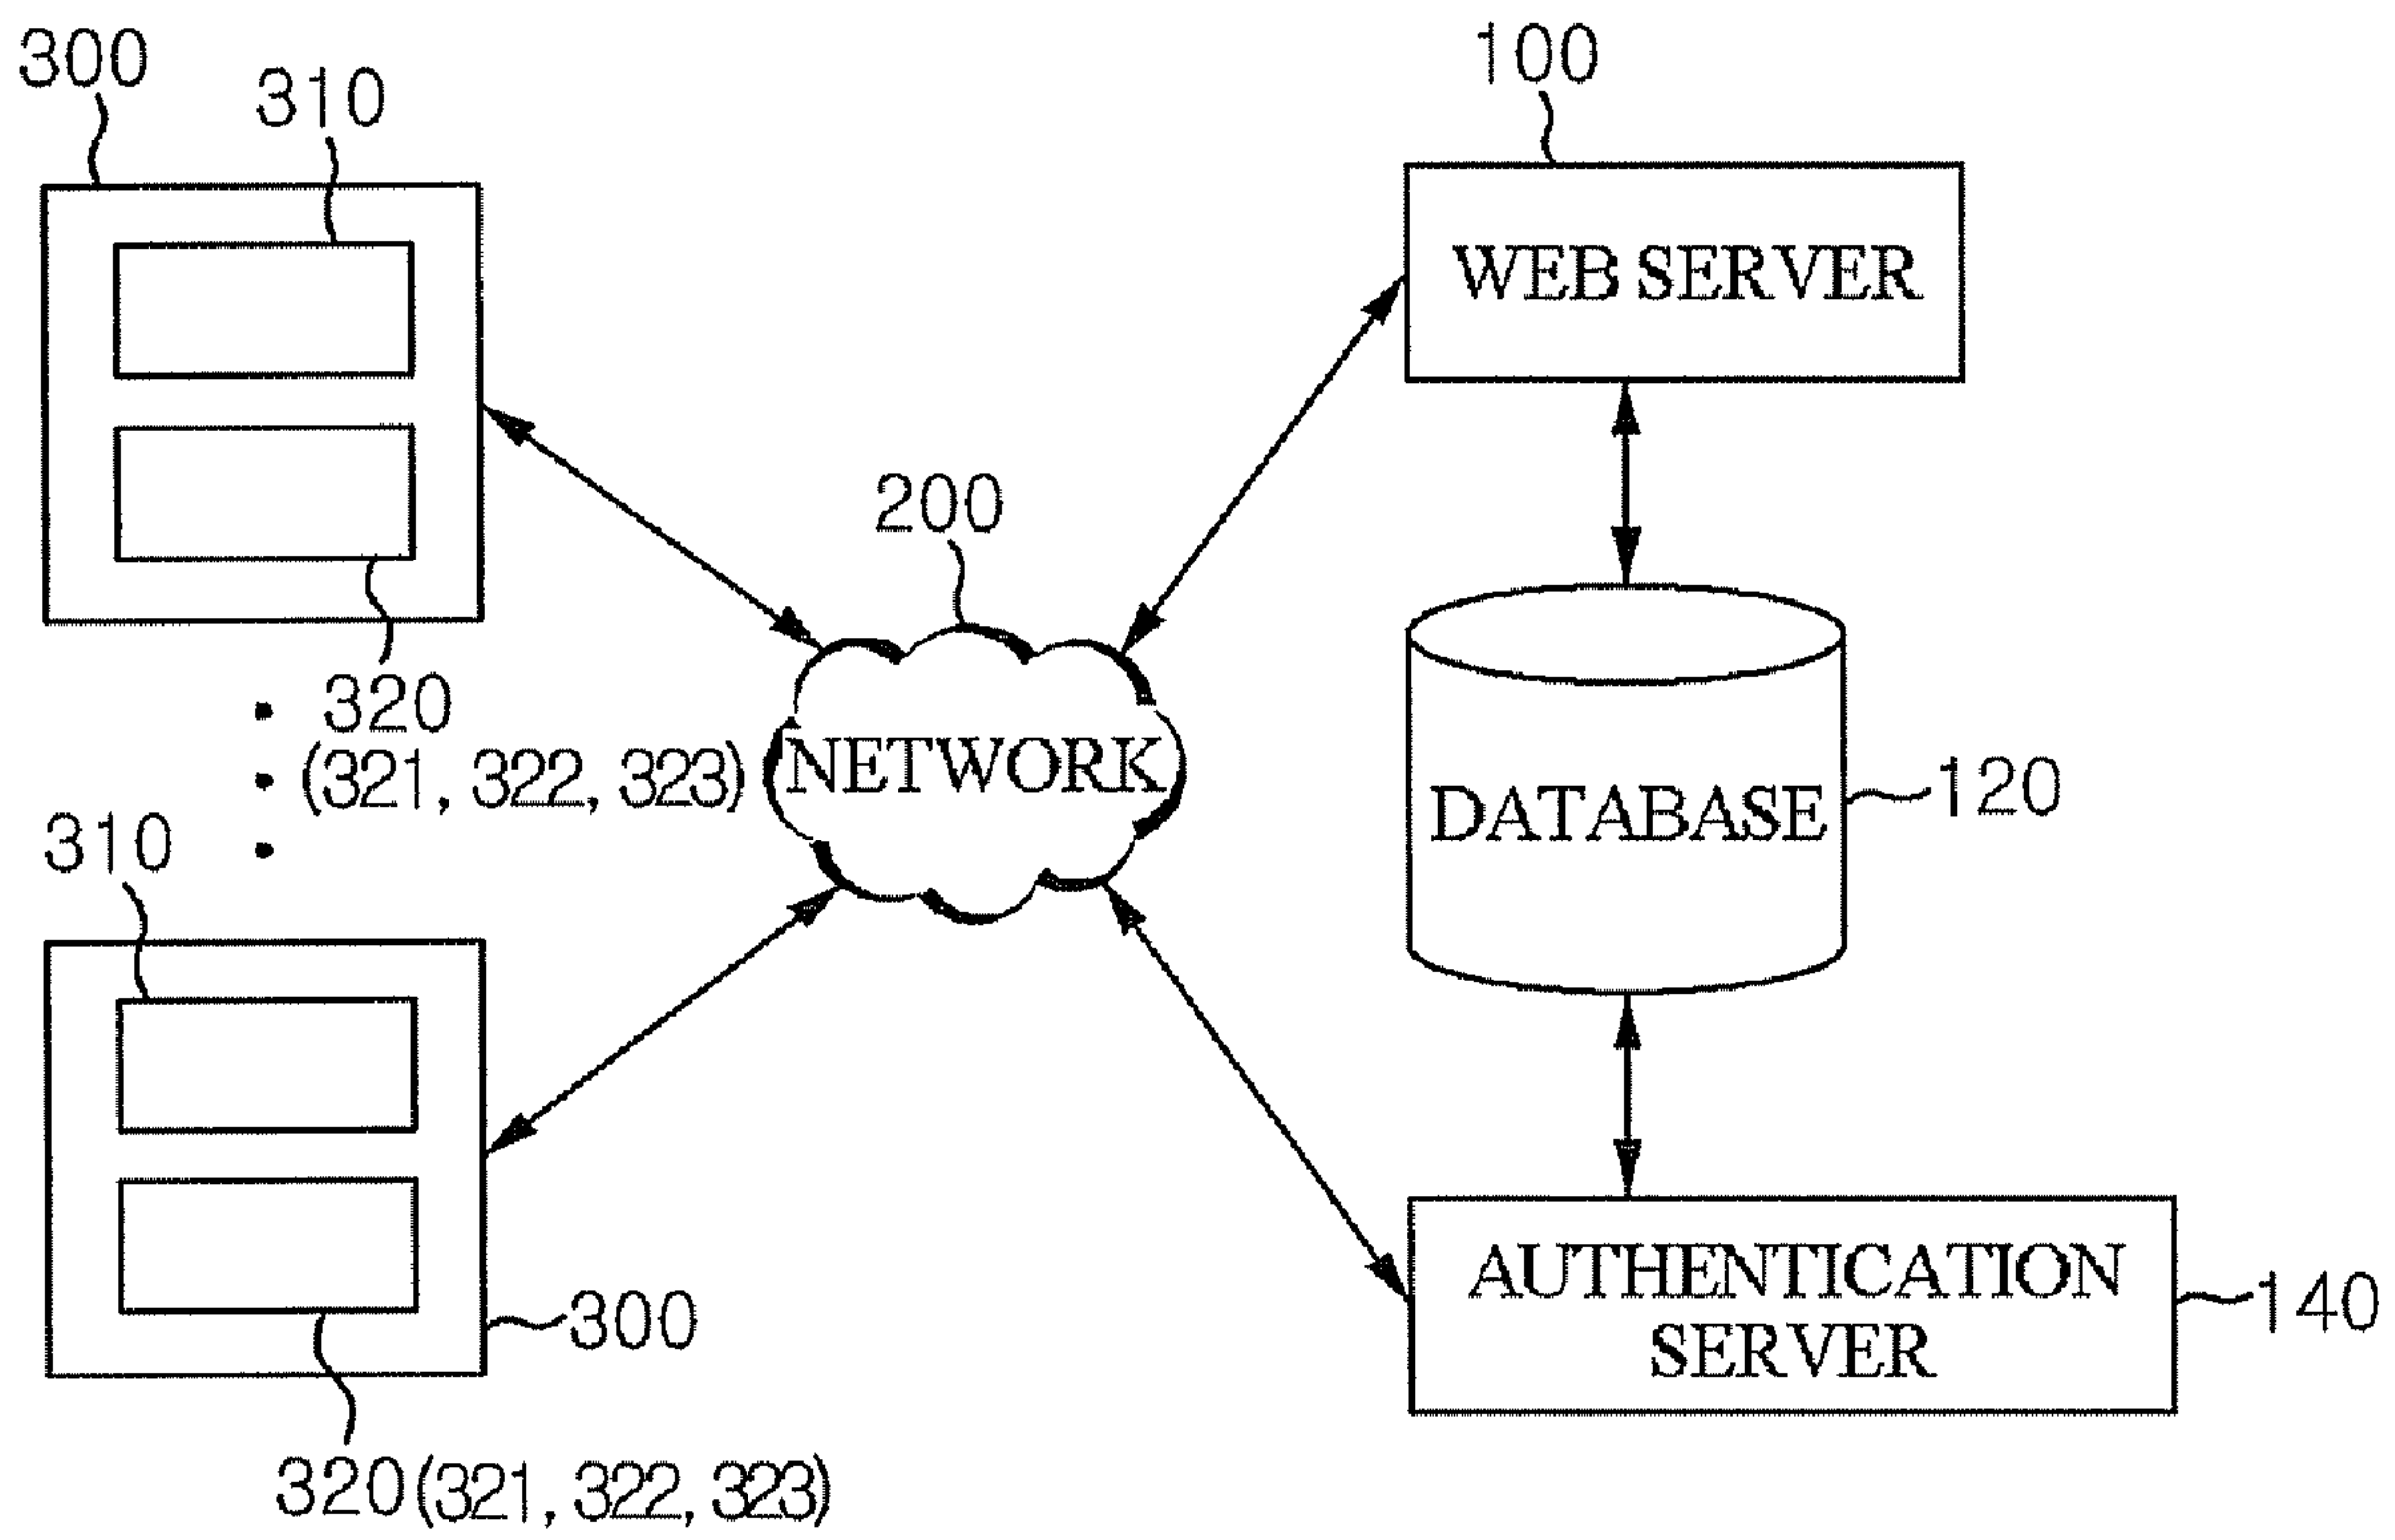 300
310
100
WEB SERVER
200
320
(321, 322, 323)
NETWORK
DATABASE
120
310
AUTHENTICATION
SERVER
140
300
320(321, 322, 323)